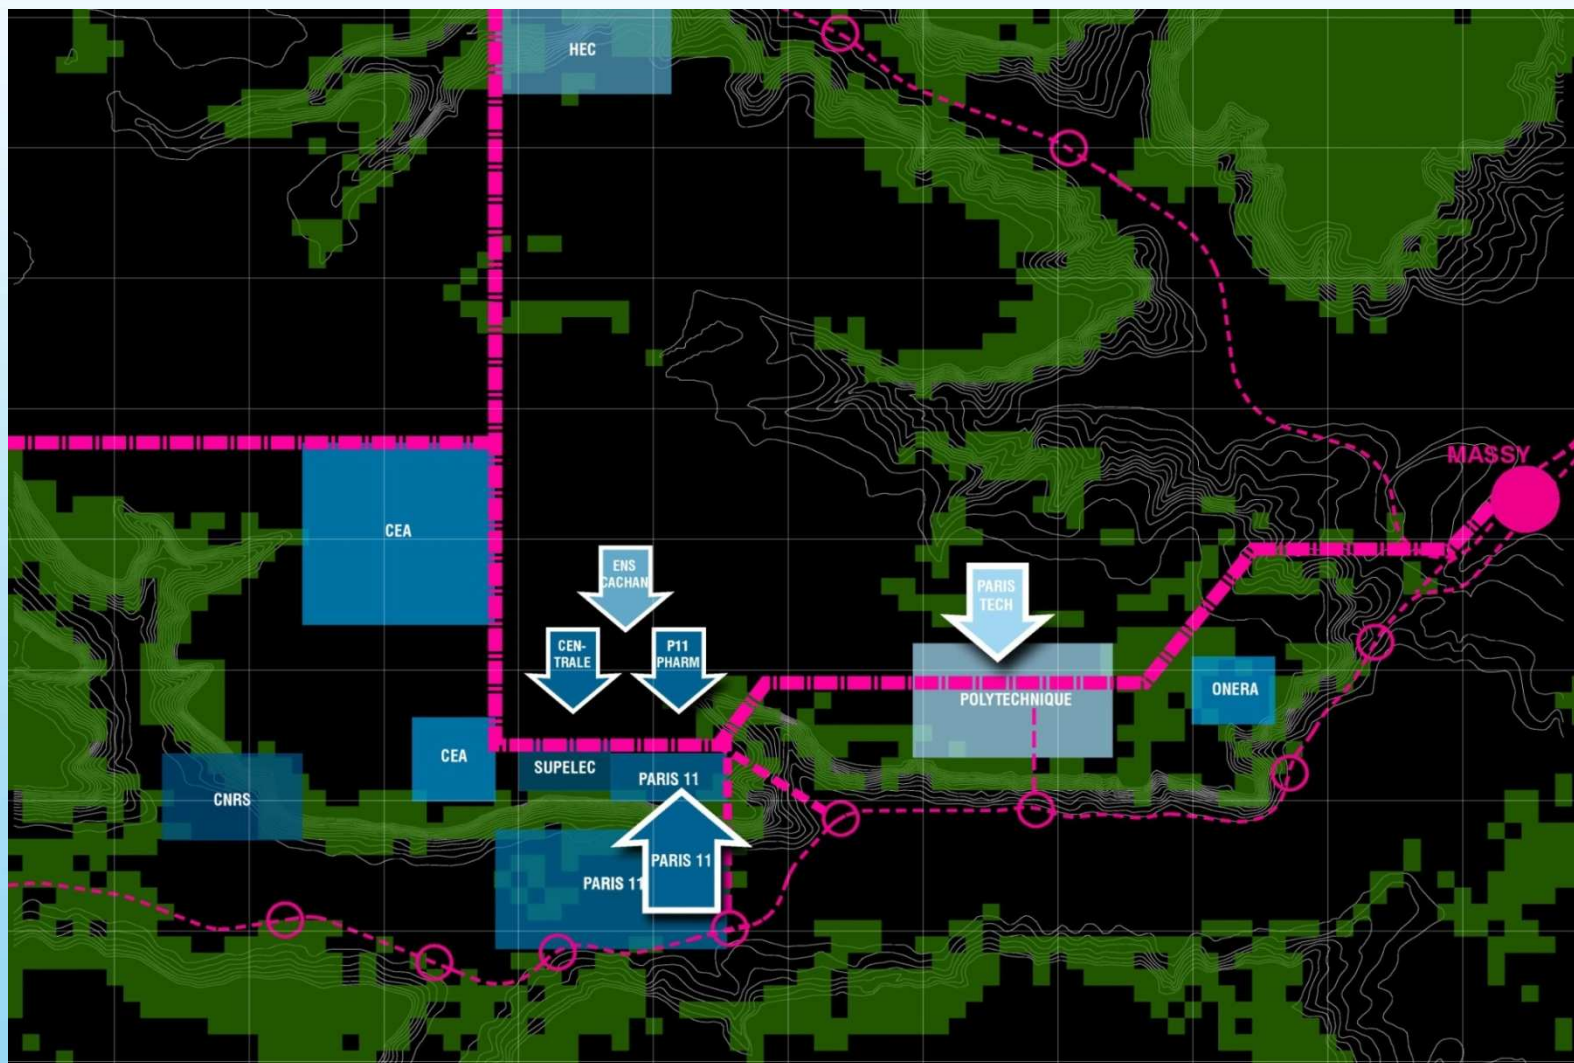 HEC
MASSY
CEA
ENS
CACHAN
PARIS
TECH
CEN-
TRALE
P11
PHARM
ONERA
POLYTECHNIQUE
CEA
SUPELEC
PARIS 11
CNRS
PARIS 11
PARIS 11